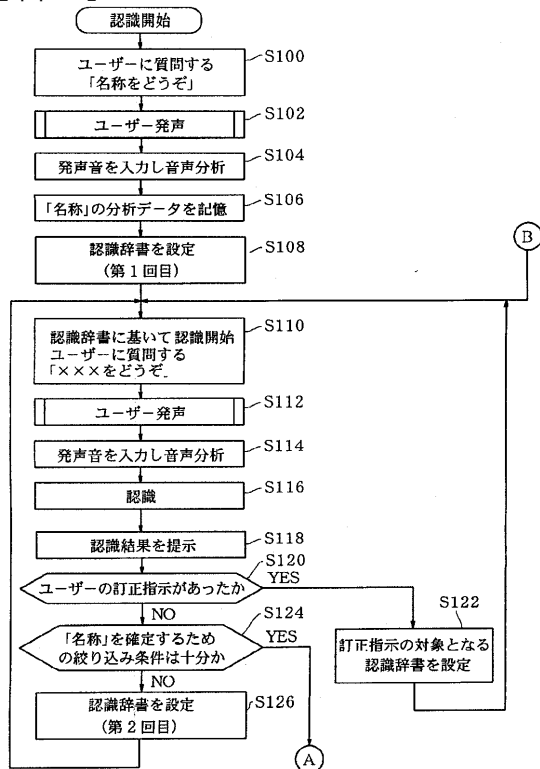 認識開始
ユーザーに質問する
「名称をどうぞ」
S100
ユーザー発声
S102
発声音を入力し音声分析
S104
「名称」の分析データを記憶
S106
認識辞書を設定
(第1回目)
S108
B
認識辞書に基いて認識開始
ユーザーに質問する
「×××をどうぞ
S110
ユーザー発声
S112
発声音を入力し音声分析
S114
認識
S116
認識結果を提示
S118
ユーザーの訂正指示があったか
S120
YES
NO
訂正指示の対象となる
認識辞書を設定
S122
「名称」を確定するため
の絞り込み条件は十分か
S124
YES
NO
認識辞書を設定
(第2回目)
S126
A